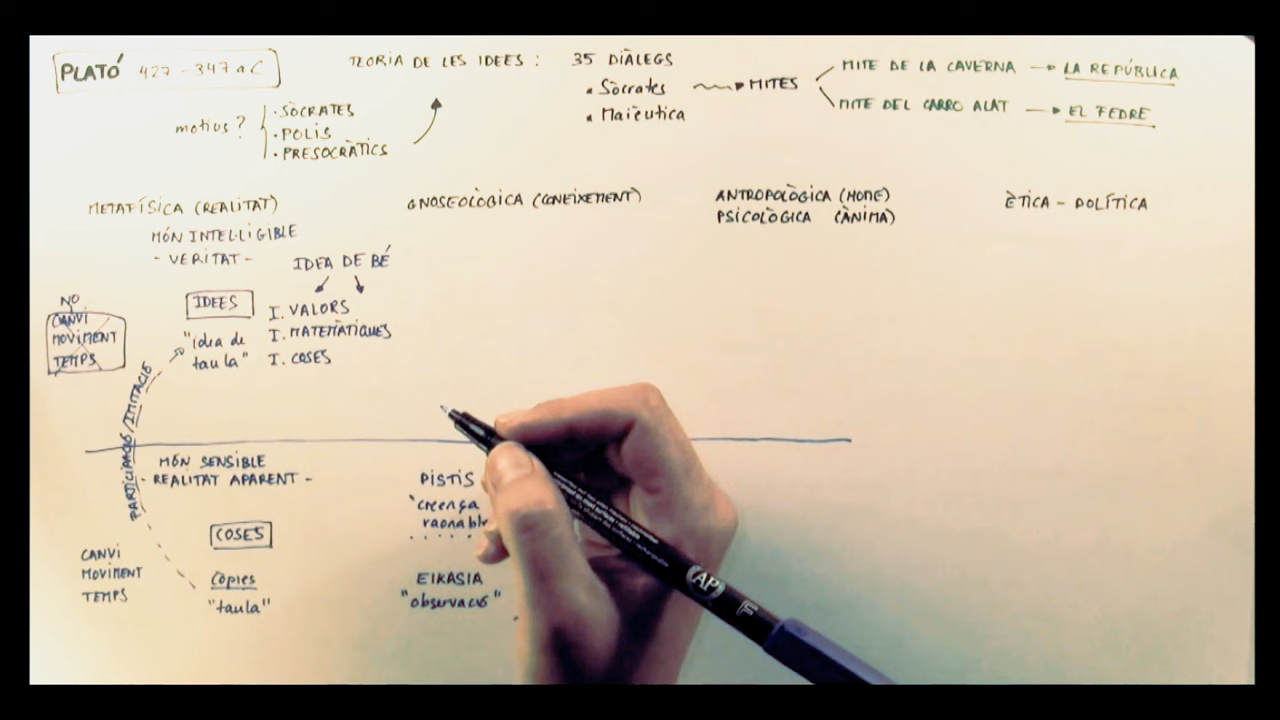 PLATÓ 427 - 347 a C
motius?
· SÒCRATES
· POLIS
· PRESOCRÀTICS
TEORIA DE LES IDEES :
35 DIÀLEGS
· Sòcrates
· Maièutica
MITES
MITE DE LA CAVERNA → LA REPÚBLICA
MITE DEL CARRO ALAT → EL FEDRE
METAFÍSICA (REALITAT)
GNOSEOLÒGICA (CONEIXEMENT)
ANTROPOLÒGICA (HOME)
PSICOLÒGICA (ÀNIMA)
ÈTICA - POLÍTICA
MÓN INTEL·LIGIBLE
- VERITAT -
IDEA DE BÉ
NO
CANVI
MOVIMENT
TEMPS
IDEES
"idea de
taula"
I. VALORS
I. MATEMÀTIQUES
I. COSES
PARTICIPACIÓ/IMITACIÓ
MÓN SENSIBLE
- REALITAT APARENT -
COSES
CANVI
MOVIMENT
TEMPS
Còpies
"taula"
PISTIS
"creença
raonabl
EIKASIA
"observació"
AP
F